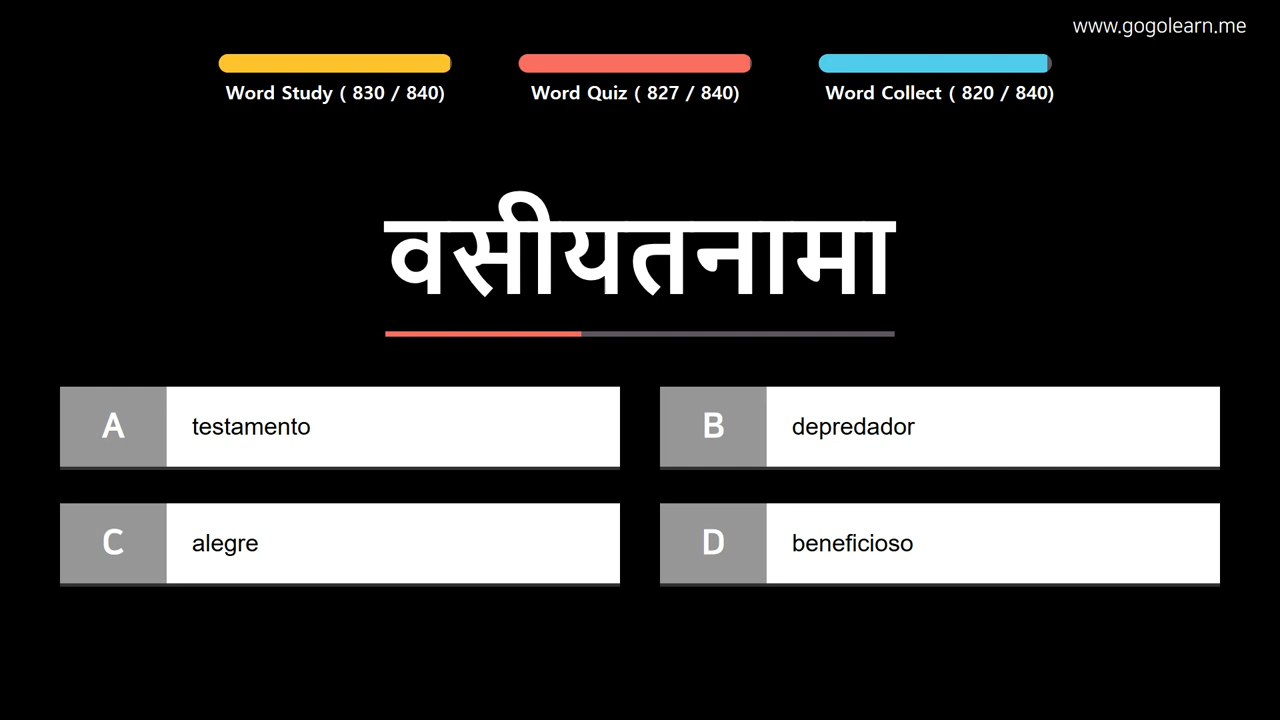 www.gogolearn.me
Word Study ( 830 / 840)
Word Quiz ( 827 / 840)
Word Collect ( 820 / 840)
वसीयतनामा
A testamento
B depredador
C alegre
D beneficioso